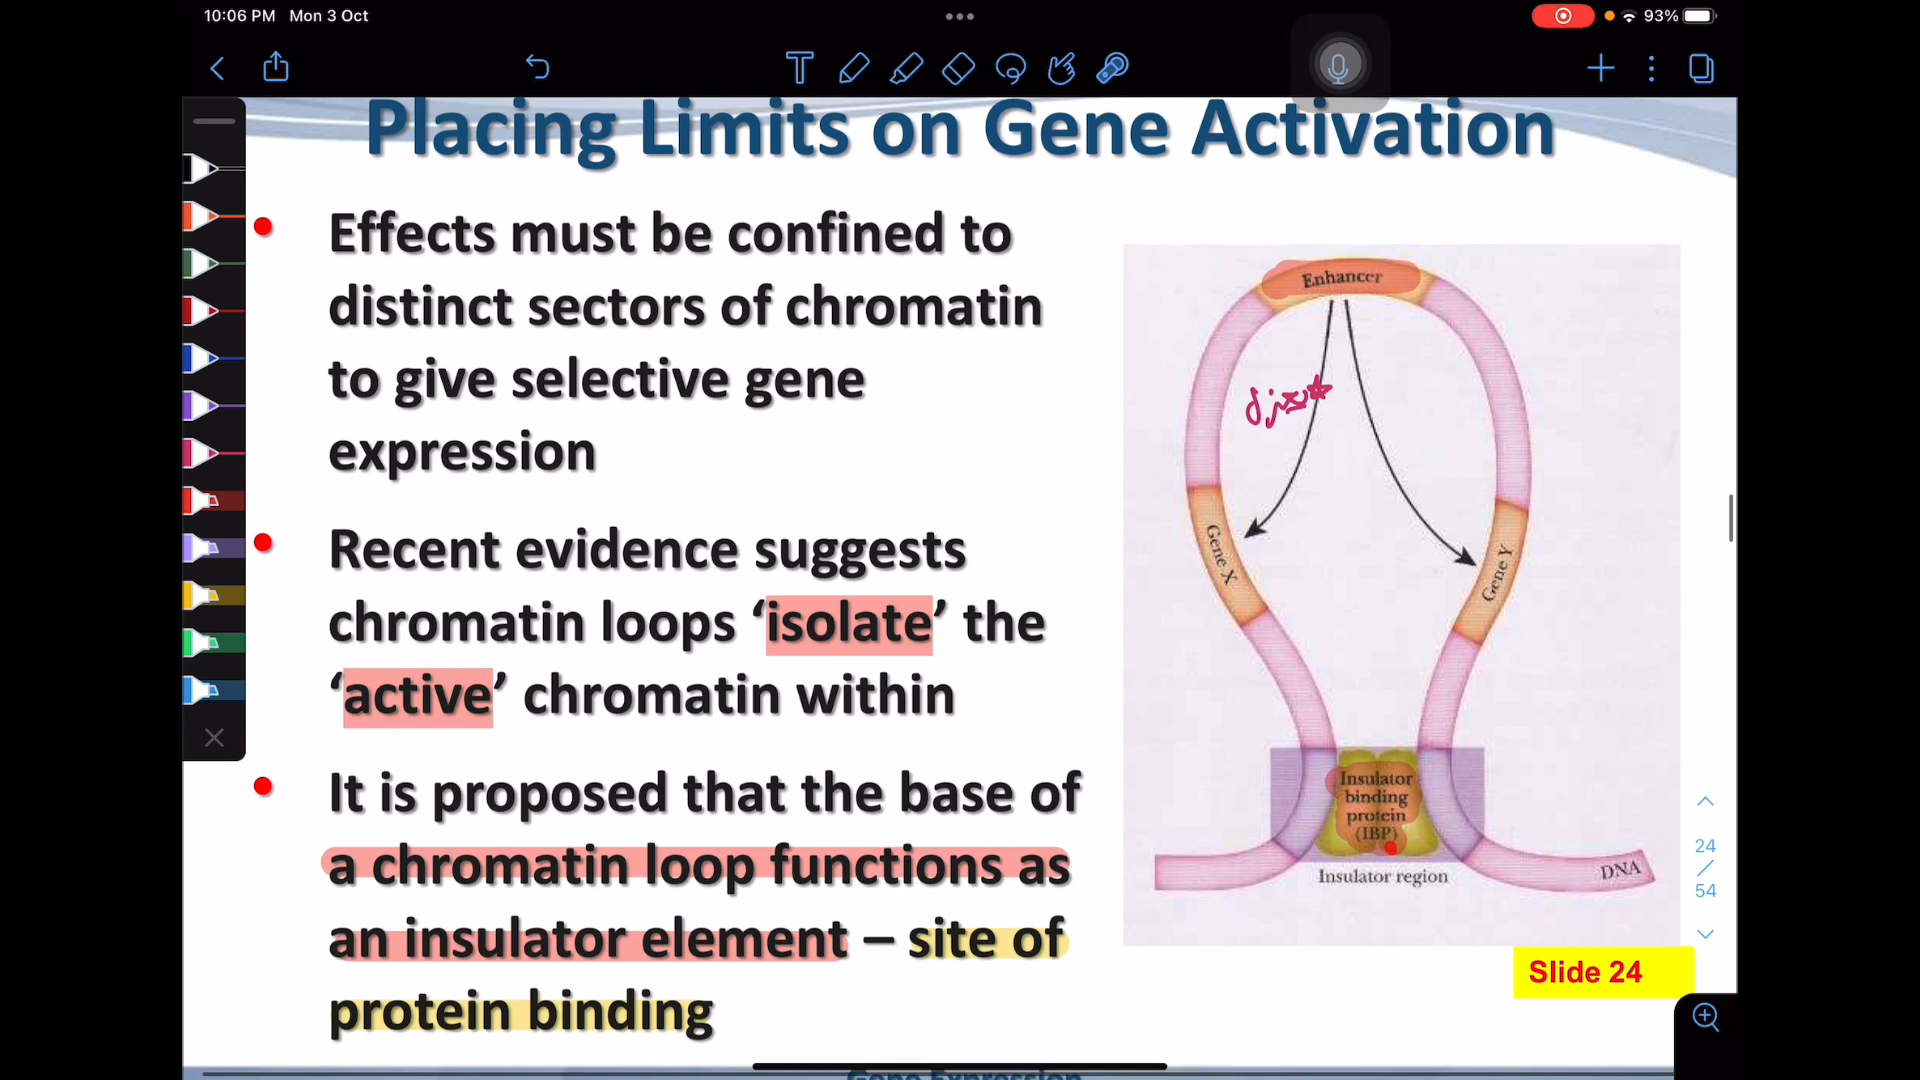 10:06 PM Mon 3 Oct
93%
Placing Limits on Gene Activation
Effects must be confined to
distinct sectors of chromatin
to give selective gene
expression
Recent evidence suggests
chromatin loops ‘isolate’ the
‘active’ chromatin within
It is proposed that the base of
a chromatin loop functions as
an insulator element – site of
protein binding
Enhancer
Gene X
Gene Y
Insulator
binding
protein
(IBP)
Insulator region
DNA
24
/
54
Slide 24
Gene Expression